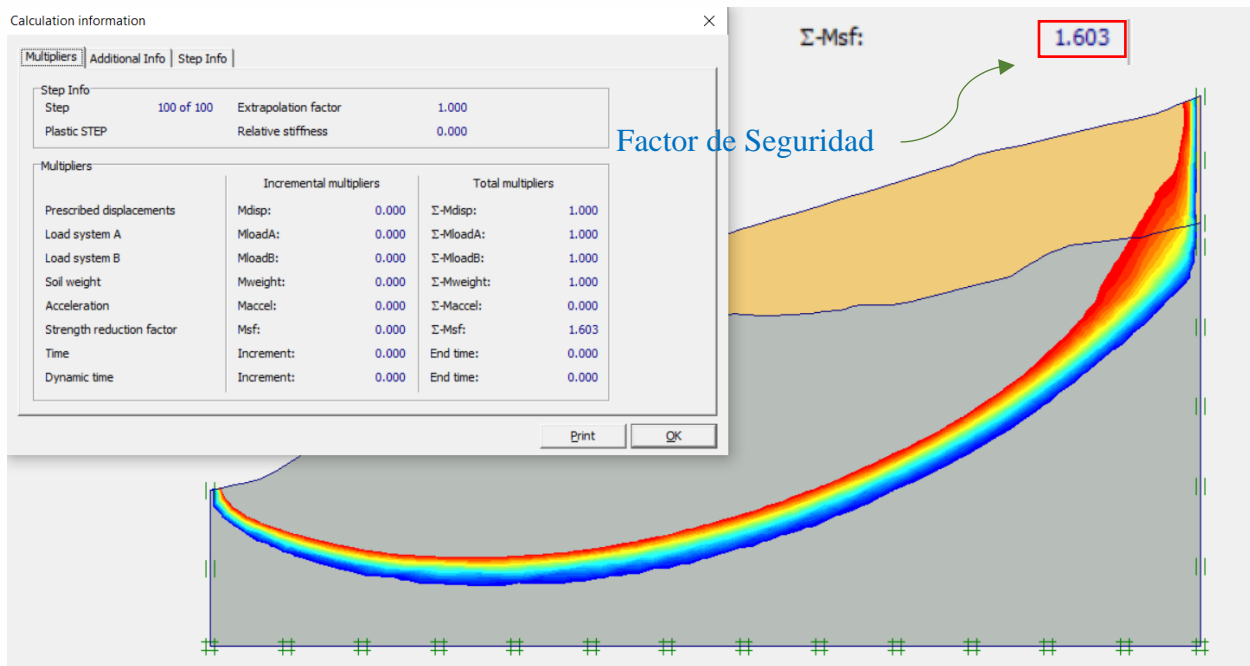 Calculation information
Multipliers Additional Info Step Info
Step Info
Step 100 of 100 Extrapolation factor 1.000
Plastic STEP Relative stiffness 0.000
Multipliers
Incremental multipliers Total multipliers
Prescribed displacements Mdisp: 0.000 Σ-Mdisp: 1.000
Load system A MloadA: 0.000 Σ-MloadA: 1.000
Load system B MloadB: 0.000 Σ-MloadB: 1.000
Soil weight Mweight: 0.000 Σ-Mweight: 1.000
Acceleration Maccel: 0.000 Σ-Maccel: 0.000
Strength reduction factor Msf: 0.000 Σ-Msf: 1.603
Time Increment: 0.000 End time: 0.000
Dynamic time Increment: 0.000 End time: 0.000
Print OK
Σ-Msf: 1.603
Factor de Seguridad